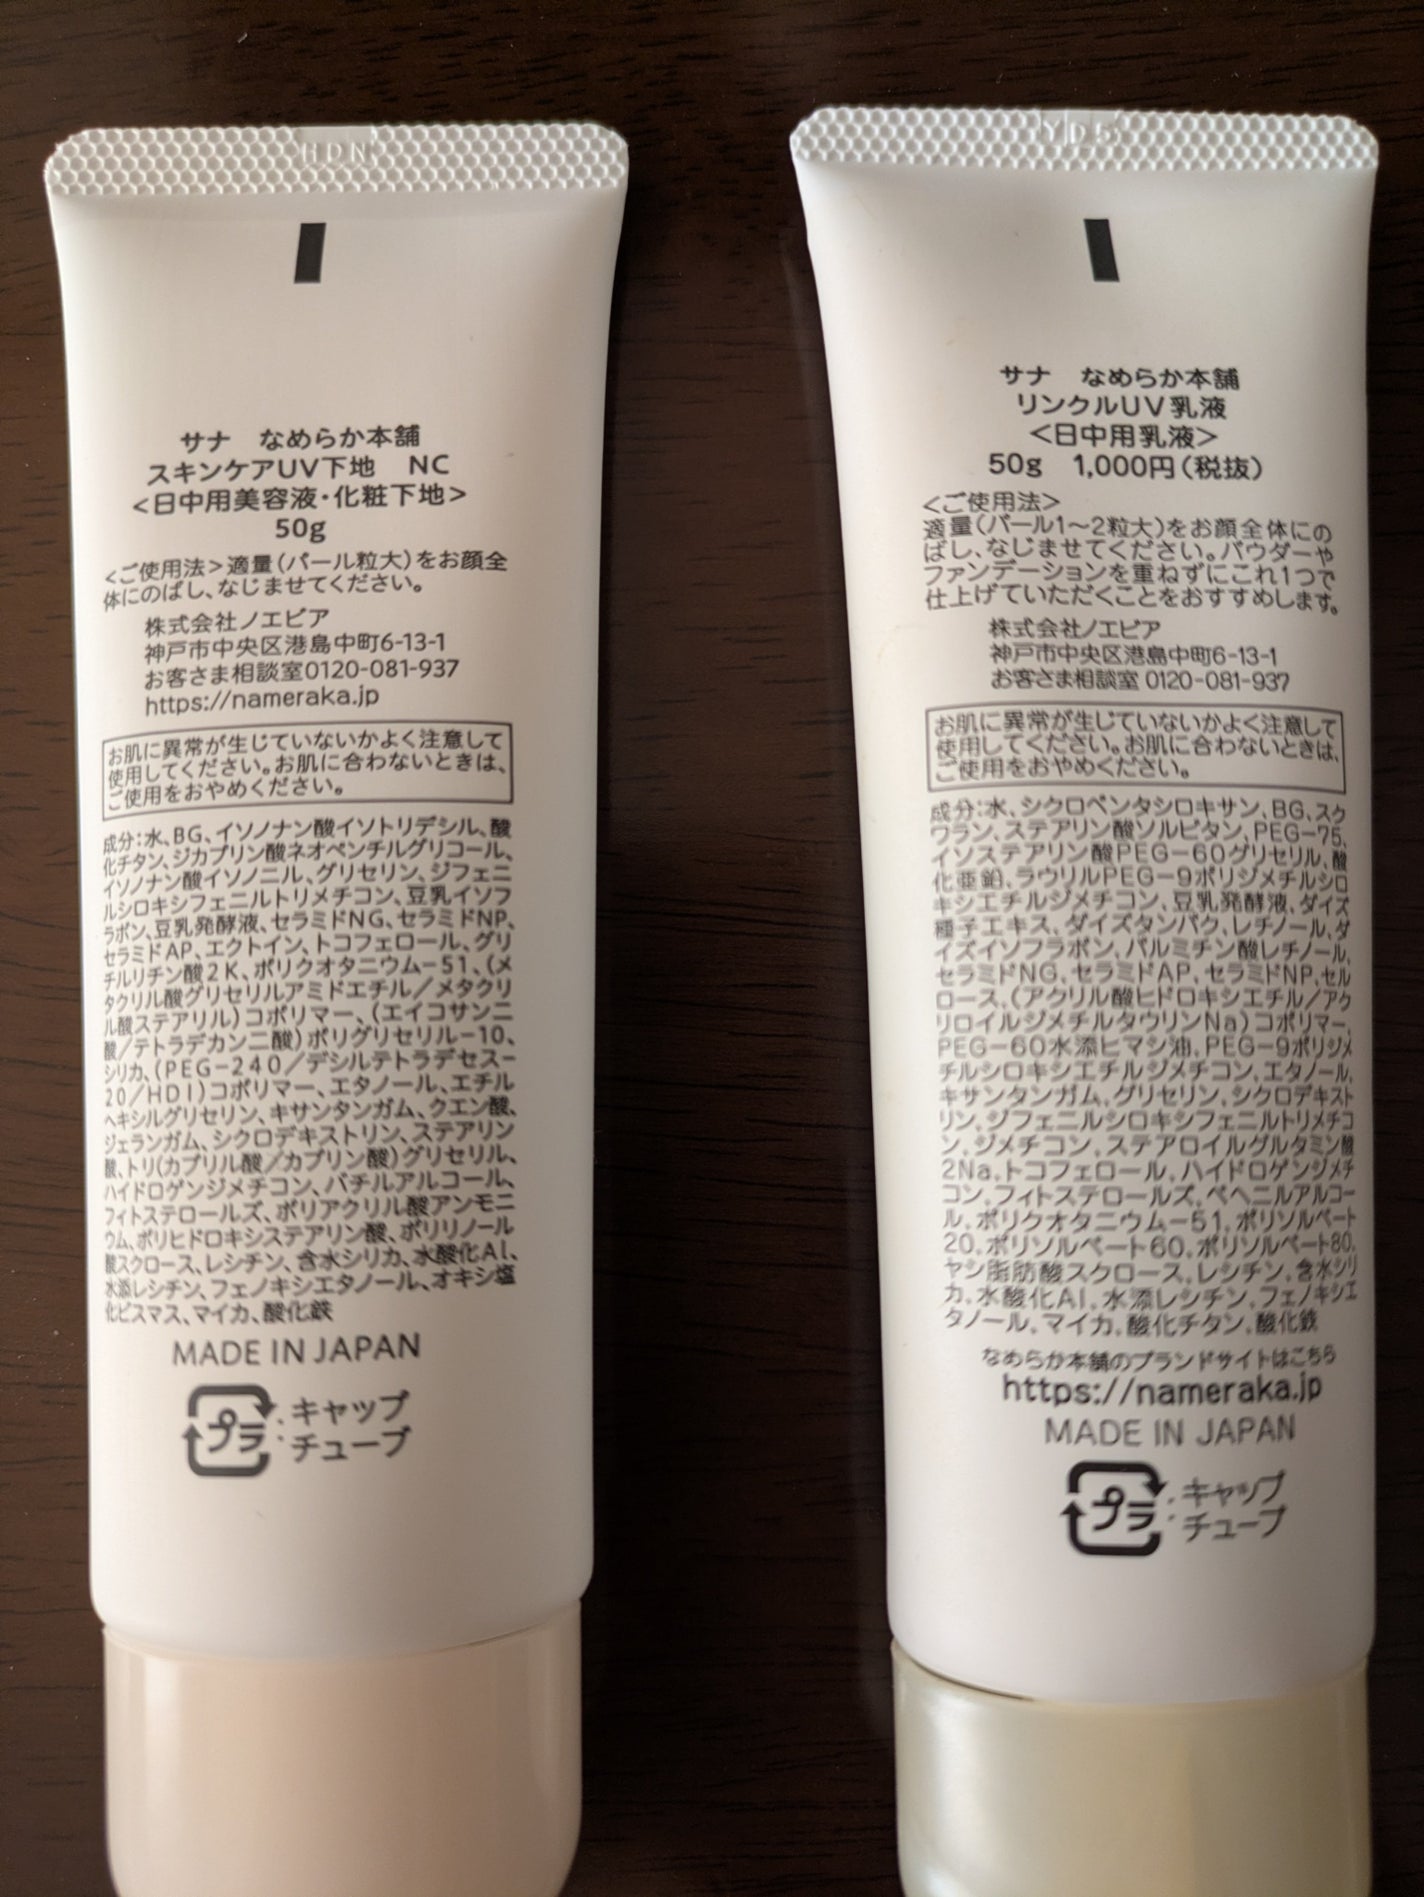 HDN
サナ　なめらか本舗
スキンケアUV下地　NC
<日中用美容液・化粧下地>
50g
<ご使用法>適量(パール粒大)をお顔全
体にのばし、なじませてください。
株式会社ノエビア
神戸市中央区港島中町6-13-1
お客さま相談室0120-081-937
https://nameraka.jp
お肌に異常が生じていないかよく注意して
使用してください。お肌に合わないときは、
ご使用をおやめください。
成分:水、BG、イソノナン酸イソトリデシル、酸
化チタン、ジカプリン酸ネオペンチルグリコール、
イソノナン酸イソノニル、グリセリン、ジフェニ
ルシロキシフェニルトリメチコン、豆乳イソフ
ラボン、豆乳発酵液、セラミドNG、セラミドNP、
セラミドAP、エクトイン、トコフェロール、グリ
チルリチン酸2K、ポリクオタニウム-51、(メ
タクリル酸グリセリルアミドエチル/メタクリ
ル酸ステアリル)コポリマー、(エイコサン二
酸/テトラデカン二酸)ポリグリセリル-10、
シリカ、(PEG-240/デシルテトラデセス-
20/HDI)コポリマー、エタノール、エチル
ヘキシルグリセリン、キサンタンガム、クエン酸、
ジェランガム、シクロデキストリン、ステアリン
酸、トリ(カプリル酸/カプリン酸)グリセリル、
ハイドロゲンジメチコン、バチルアルコール、
フィトステロールズ、ポリアクリル酸アンモニ
ウム、ポリヒドロキシステアリン酸、ポリリノール
酸スクロース、レシチン、含水シリカ、水酸化Al、
水添レシチン、フェノキシエタノール、オキシ塩
化ビスマス、マイカ、酸化鉄
MADE IN JAPAN
プラ
:キャップ
:チューブ
サナ　なめらか本舗
リンクルUV乳液
<日中用乳液>
50g　1,000円(税抜)
<ご使用法>
適量(パール1〜2粒大)をお顔全体にの
ばし、なじませてください。パウダーや
ファンデーションを重ねずにこれ1つで
仕上げていただくことをおすすめします。
株式会社ノエビア
神戸市中央区港島中町6-13-1
お客さま相談室 0120-081-937
お肌に異常が生じていないかよく注意して
使用してください。お肌に合わないときは、
ご使用をおやめください。
成分:水、シクロペンタシロキサン、BG、スク
ワラン、ステアリン酸ソルビタン、PEG-75、
イソステアリン酸PEG-60グリセリル、酸
化亜鉛、ラウリルPEG-9ポリジメチルシロ
キシエチルジメチコン、豆乳発酵液、ダイズ
種子エキス、ダイズタンパク、レチノール、ダ
イズイソフラボン、パルミチン酸レチノール、
セラミドNG、セラミドAP、セラミドNP、セル
ロース、(アクリル酸ヒドロキシエチル/アク
リロイルジメチルタウリンNa)コポリマー、
PEG-60水添ヒマシ油、PEG-9ポリジメ
チルシロキシエチルジメチコン、エタノール、
キサンタンガム、グリセリン、シクロデキスト
リン、ジフェニルシロキシフェニルトリメチコ
ン、ジメチコン、ステアロイルグルタミン酸
2Na、トコフェロール、ハイドロゲンジメチ
コン、フィトステロールズ、ベヘニルアルコー
ル、ポリクオタニウム-51、ポリソルベート
20、ポリソルベート60、ポリソルベート80、
ヤシ脂肪酸スクロース、レシチン、含水シリ
カ、水酸化Al、水添レシチン、フェノキシエ
タノール、マイカ、酸化チタン、酸化鉄
なめらか本舗のブランドサイトはこちら
https://nameraka.jp
MADE IN JAPAN
プラ
:キャップ
:チューブ